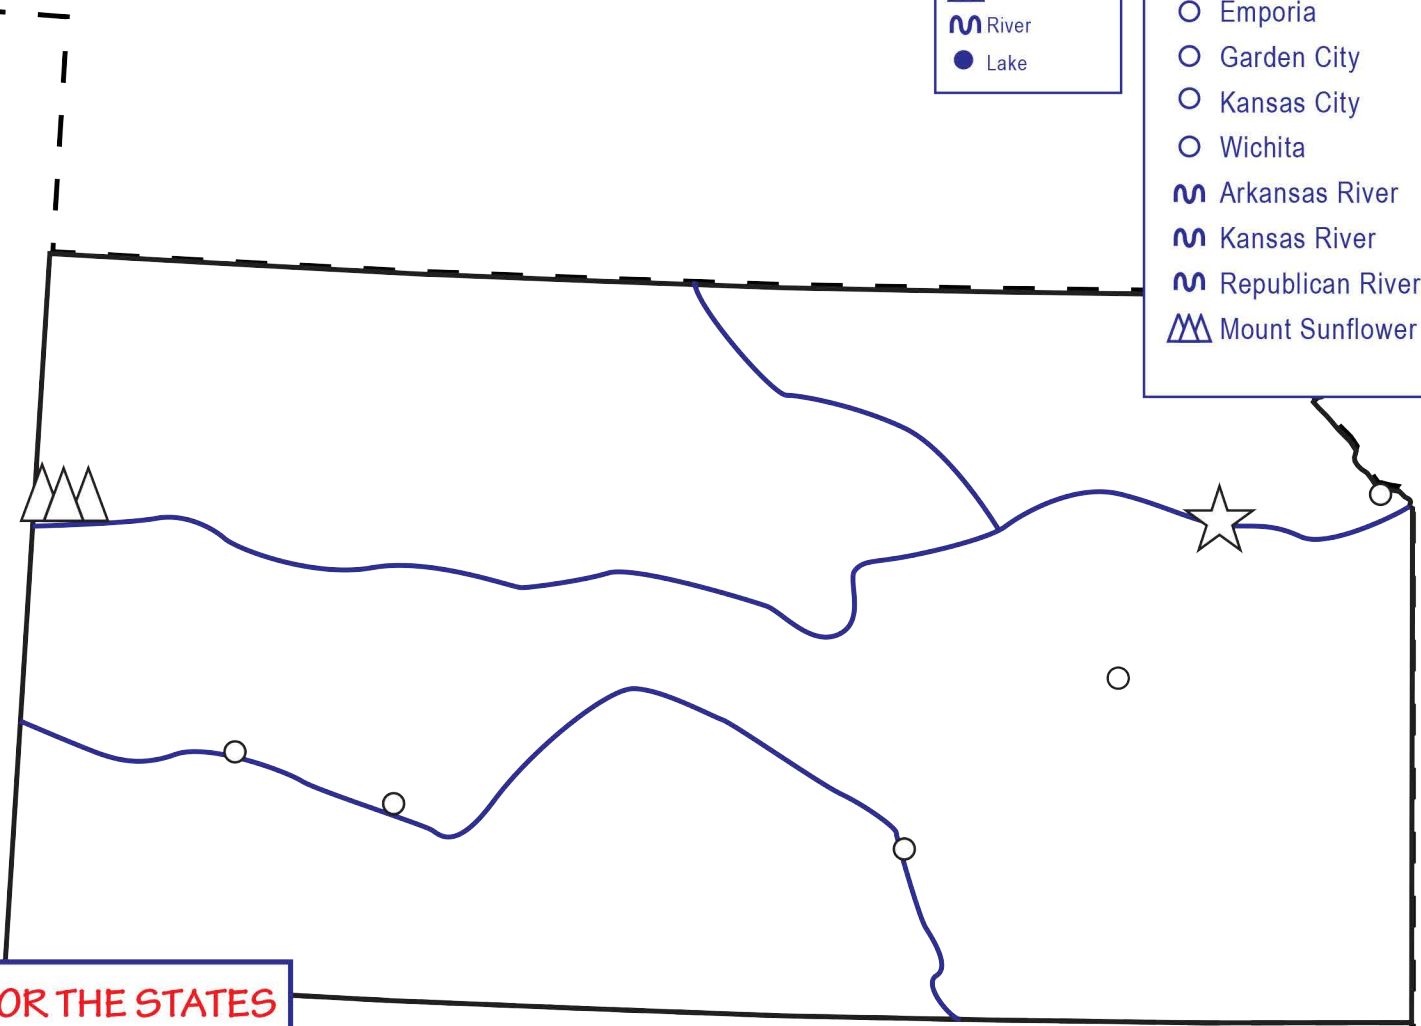 River
Lake
Emporia
Garden City
Kansas City
Wichita
Arkansas River
Kansas River
Republican River
Mount Sunflower
OR THE STATES